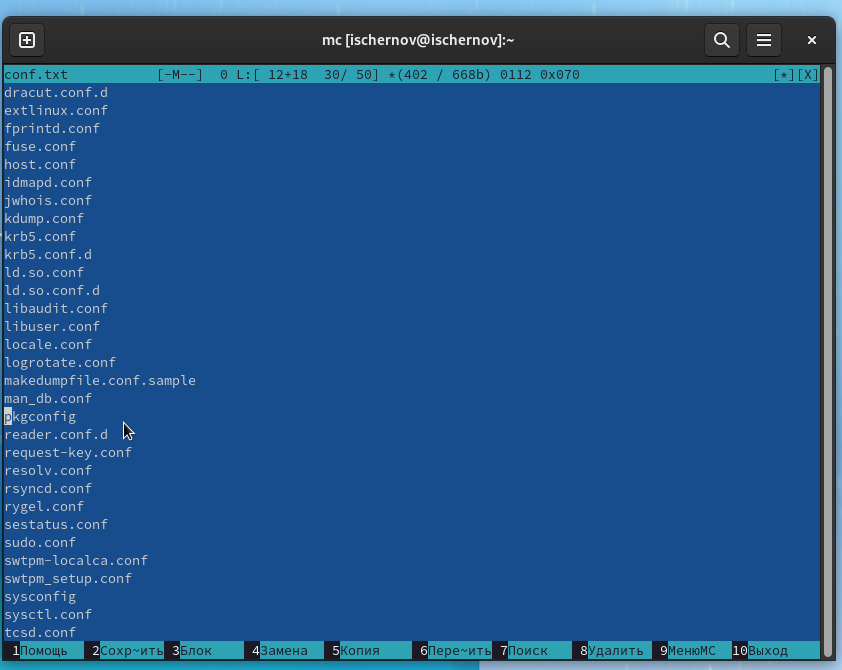 mc [ischernov@ischernov]:~
conf.txt [-M--] 0 L:[ 12+18 30/ 50] *(402 / 668b) 0112 0x070 [*][X]
dracut.conf.d
extlinux.conf
fprintd.conf
fuse.conf
host.conf
idmapd.conf
jwhois.conf
kdump.conf
krb5.conf
krb5.conf.d
ld.so.conf
ld.so.conf.d
libaudit.conf
libuser.conf
locale.conf
logrotate.conf
makedumpfile.conf.sample
man_db.conf
pkgconfig
reader.conf.d
request-key.conf
resolv.conf
rsyncd.conf
rygel.conf
sestatus.conf
sudo.conf
swtpm-localca.conf
swtpm_setup.conf
sysconfig
sysctl.conf
tcsd.conf
1Помощь 2Сохр~ить 3Блок 4Замена 5Копия 6Пере~ить 7Поиск 8Удалить 9МенюMC 10Выход